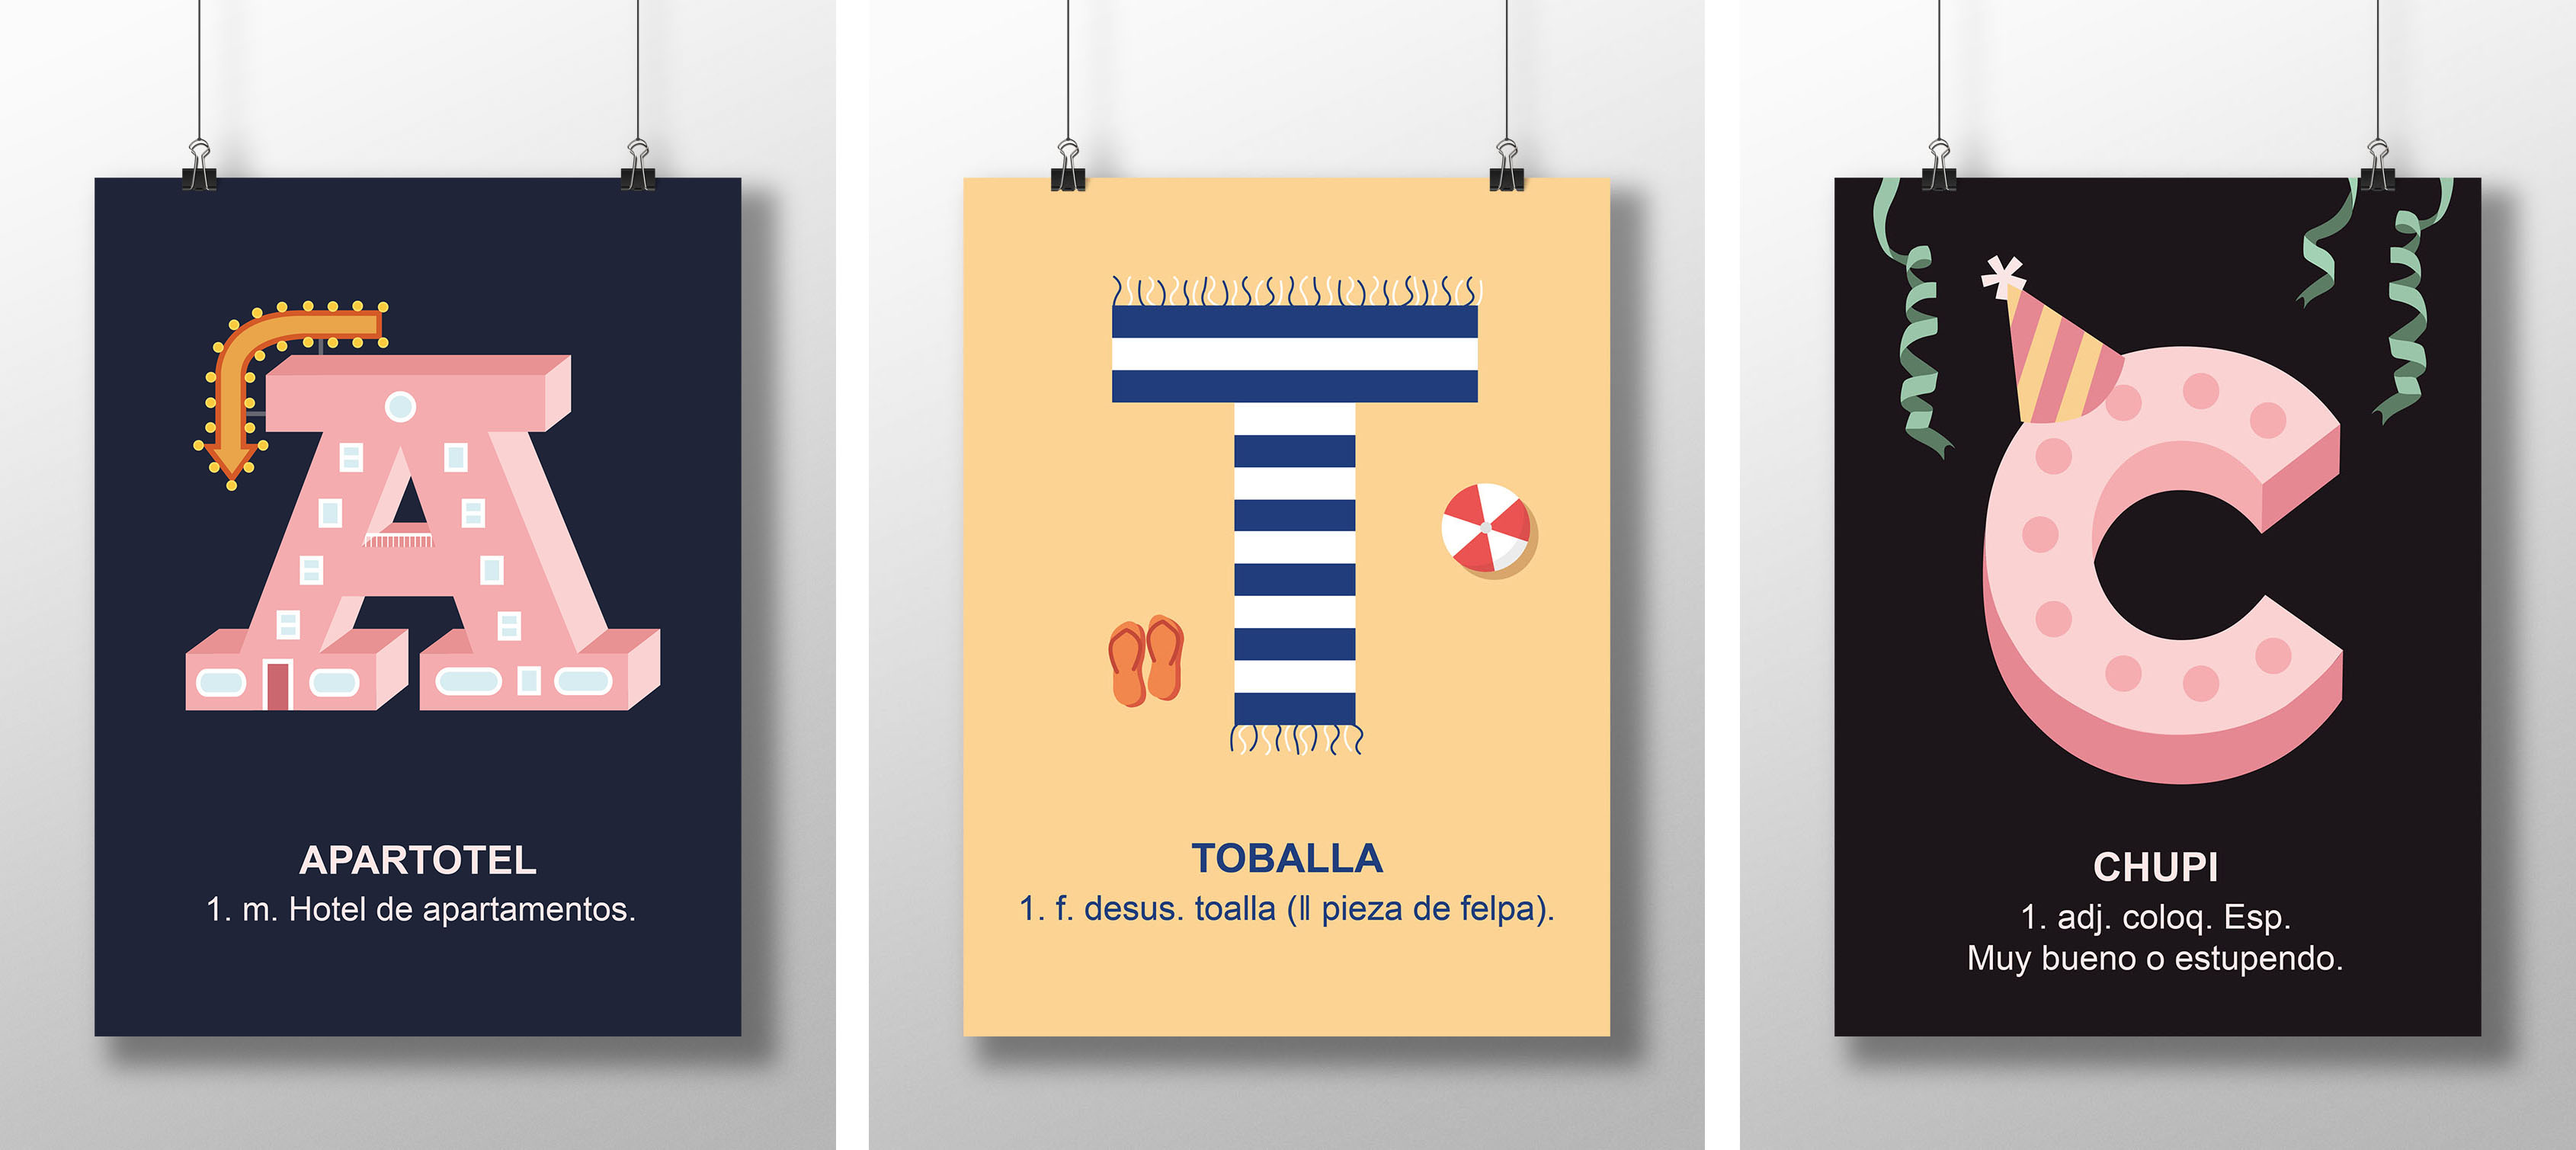 A
APARTOTEL
1. m. Hotel de apartamentos.
T
TOBALLA
1. f. desus. toalla (ǁ pieza de felpa).
C
CHUPI
1. adj. coloq. Esp.
Muy bueno o estupendo.